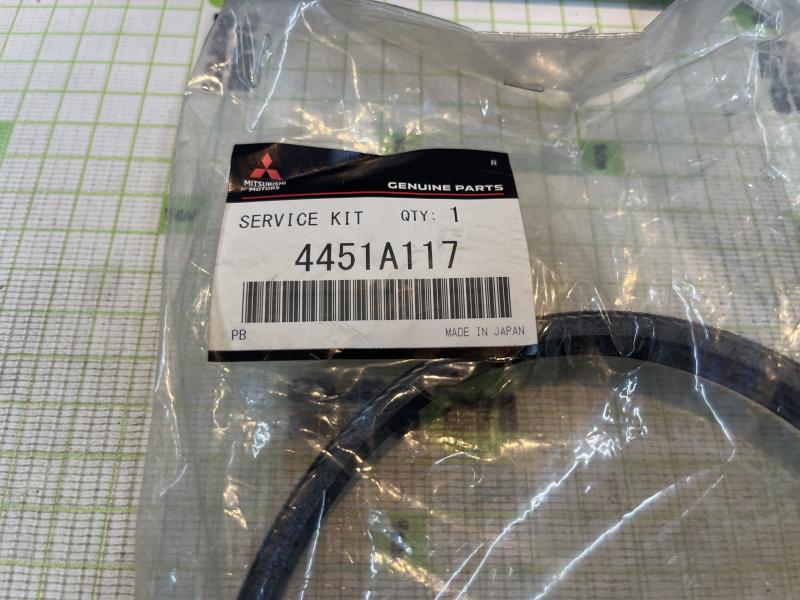 R
MITSUBISHI
MOTORS
GENUINE PARTS
SERVICE KIT QTY: 1
4451A117
PB MADE IN JAPAN